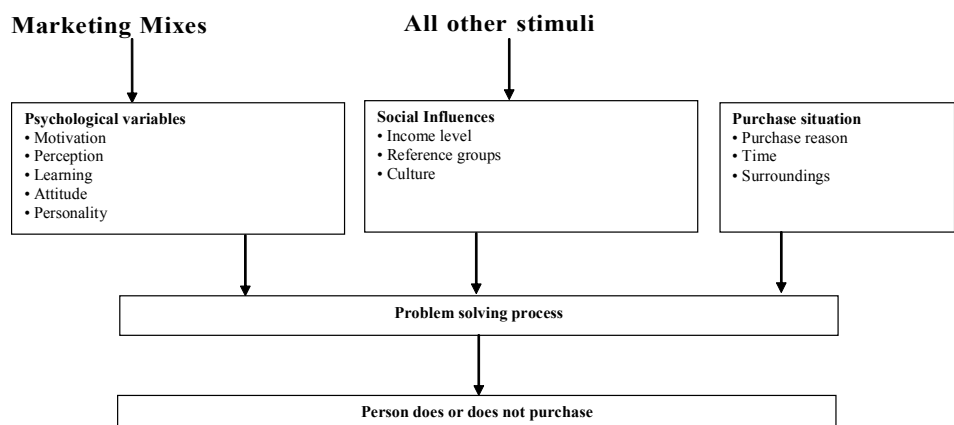 Marketing Mixes
All other stimuli
Psychological variables
• Motivation
• Perception
• Learning
• Attitude
• Personality
Social Influences
• Income level
• Reference groups
• Culture
Purchase situation
• Purchase reason
• Time
• Surroundings
Problem solving process
Person does or does not purchase